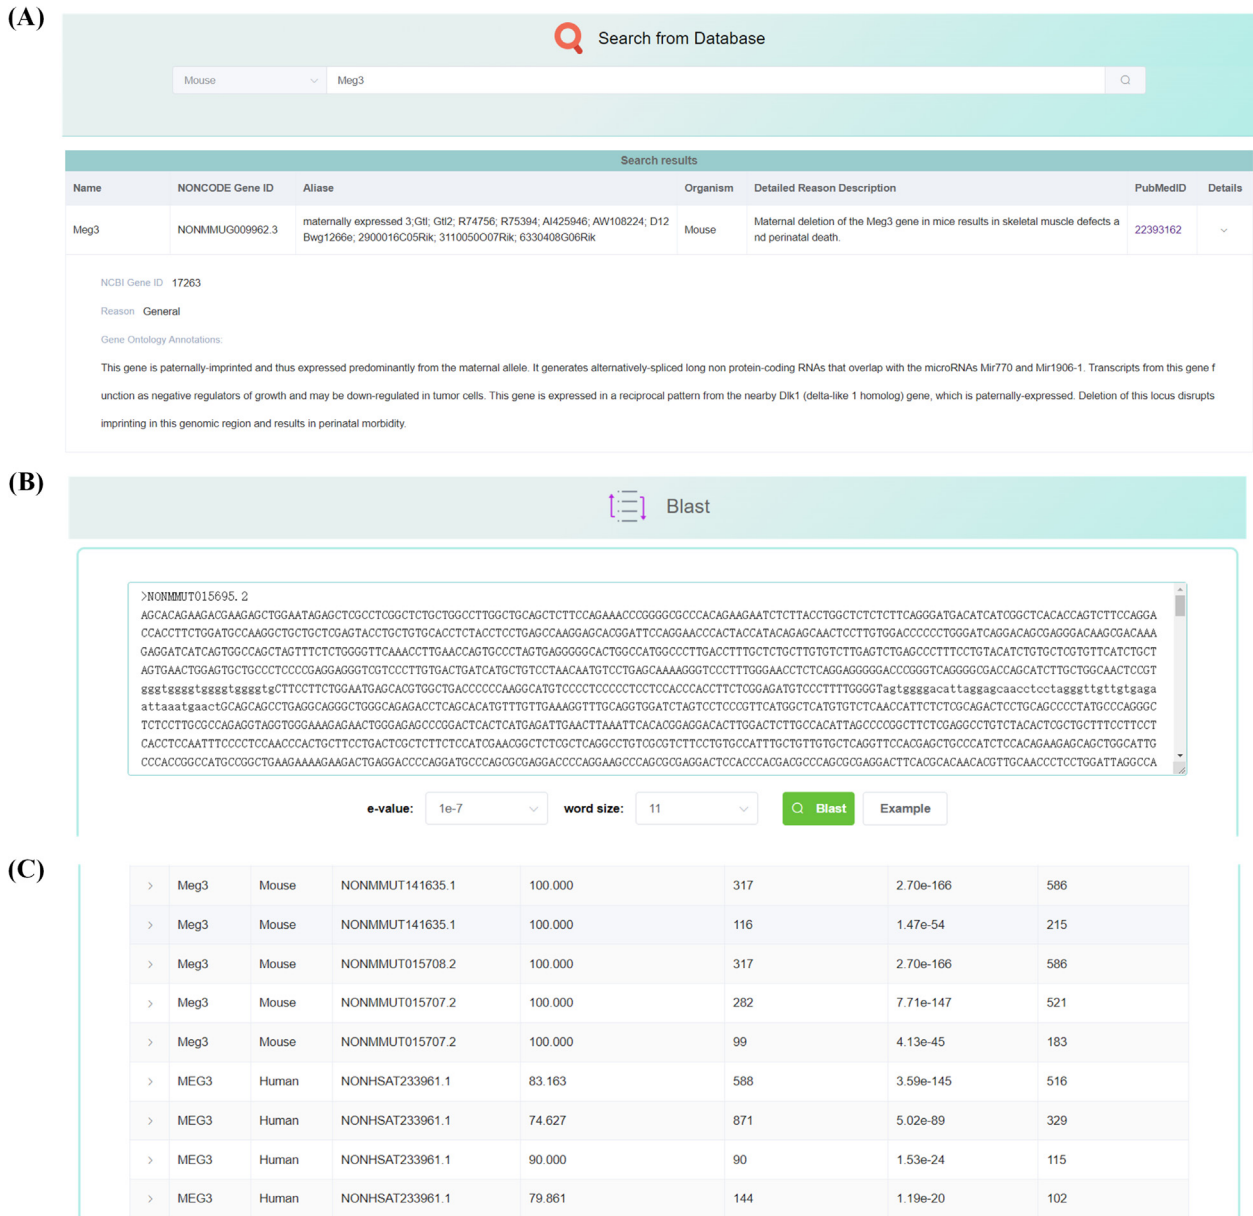 (A)
Search from Database
Mouse
Meg3
Search results
Name NONCODE Gene ID Aliase Organism Detailed Reason Description PubMedID Details
Meg3 NONMMUG009962.3 maternally expressed 3;Gtl; Gtl2; R74756; R75394; AI425946; AW108224; D12 Mouse Maternal deletion of the Meg3 gene in mice results in skeletal muscle defects a 22393162
Bwg1266e; 2900016C05Rik; 3110050O07Rik; 6330408G06Rik nd perinatal death.
NCBI Gene ID 17263
Reason General
Gene Ontology Annotations:
This gene is paternally-imprinted and thus expressed predominantly from the maternal allele. It generates alternatively-spliced long non protein-coding RNAs that overlap with the microRNAs Mir770 and Mir1906-1. Transcripts from this gene f
unction as negative regulators of growth and may be down-regulated in tumor cells. This gene is expressed in a reciprocal pattern from the nearby Dlk1 (delta-like 1 homolog) gene, which is paternally-expressed. Deletion of this locus disrupts
imprinting in this genomic region and results in perinatal morbidity.
(B)
Blast
>NONMMUT015695.2
AGCACAGAAGACGAAGAGCTGGAATAGAGCTCGCCTCGGCTCTGCTGGCCTTGGCTGCAGCTCTTCCAGAAACCCGGGGCGCCCACAGAAGAATCTCTTACCTGGCTCTCTCTTCAGGGATGACATCATCGGCTCACACCAGTCTTCCAGGA
CCACCTTCTGGATGCCAAGGCTGCTGCTCGAGTACCTGCTGTGCACCTCTACCTCCTGAGCCAAGGAGCACGGATTCCAGGAACCCACTACCATACAGAGCAACTCCTTGTGGACCCCCCTGGGATCAGGACAGCGAGGGACAAGCGACAAA
GAGGATCATCAGTGGCCAGCTAGTTTCTCTGGGGTTCAAACCTTGAACCAGTGCCCTAGTGAGGGGGCACTGGCCATGGCCCTTGACCTTTGCTCTGCTTGTGTCTTGAGTCTGAGCCCTTTCCTGTACATCTGTGCTCGTGTTCATCTGCT
AGTGAACTGGAGTGCTGCCCTCCCCGAGGAGGGTCGTCCCTTGTGACTGATCATGCTGTCCTAACAATGTCCTGAGCAAAAGGGTCCCTTTGGGAACCTCTCAGGAGGGGGACCCGGGTCAGGGGCGACCAGCATCTTGCTGGCAACTCCGT
gggtggggtggggtggggtgCTTCCTTCTGGAATGAGCACGTGGCTGACCCCCCAAGGCATGTCCCCTCCCCCTCCTCCACCCACCTTCTCGGAGATGTCCCTTTTGGGGTagtggggacattaggagcaacctcctagggttgttgtgaga
attaaatgaactGCAGCAGCCTGAGGCAGGGCTGGGCAGAGACCTCAGCACATGTTTGTTGAAAGGTTTGCAGGTGGATCTAGTCCTCCCGTTCATGGCTCATGTGTCTCAACCATTCTCTCGCAGACTCCTGCAGCCCCTATGCCCAGGGC
TCTCCTTGCGCCAGAGGTAGGTGGGAAAGAGAACTGGGAGAGCCCGGACTCACTCATGAGATTGAACTTAAATTCACACGGAGGACACTTGGACTCTTGCCACATTAGCCCCGGCTTCTCGAGGCCTGTCTACACTCGCTGCTTTCCTTCCT
CACCTCCAATTTCCCCTCCAACCCACTGCTTCCTGACTCGCTCTTCTCCATCGAACGGCTCTCGCTCAGGCCTGTCGCGTCTTCCTGTGCCATTTGCTGTTGTGCTCAGGTTCCACGAGCTGCCCATCTCCACAGAAGAGCAGCTGGCATTG
CCCACCGGCCATGCCGGCTGAAGAAAAGAAGACTGAGGACCCCAGGATGCCCAGCGCGAGGACCCCAGGAAGCCCAGCGCGAGGACTCCACCCACGACGCCCAGCGCGAGGACTTCACGCACAACACGTTGCAACCCTCCTGGATTAGGCCA
e-value: 1e-7 word size: 11 Blast Example
(C)
Meg3 Mouse NONMMUT141635.1 100.000 317 2.70e-166 586
Meg3 Mouse NONMMUT141635.1 100.000 116 1.47e-54 215
Meg3 Mouse NONMMUT015708.2 100.000 317 2.70e-166 586
Meg3 Mouse NONMMUT015707.2 100.000 282 7.71e-147 521
Meg3 Mouse NONMMUT015707.2 100.000 99 4.13e-45 183
MEG3 Human NONHSAT233961.1 83.163 588 3.59e-145 516
MEG3 Human NONHSAT233961.1 74.627 871 5.02e-89 329
MEG3 Human NONHSAT233961.1 90.000 90 1.53e-24 115
MEG3 Human NONHSAT233961.1 79.861 144 1.19e-20 102